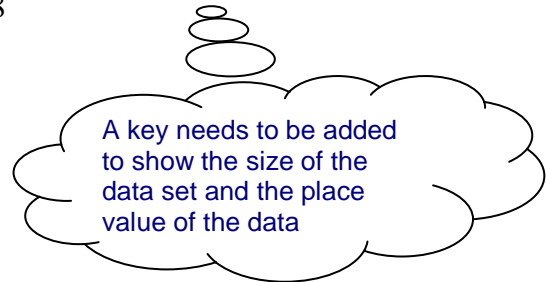 A key needs to be added
to show the size of the
data set and the place
value of the data